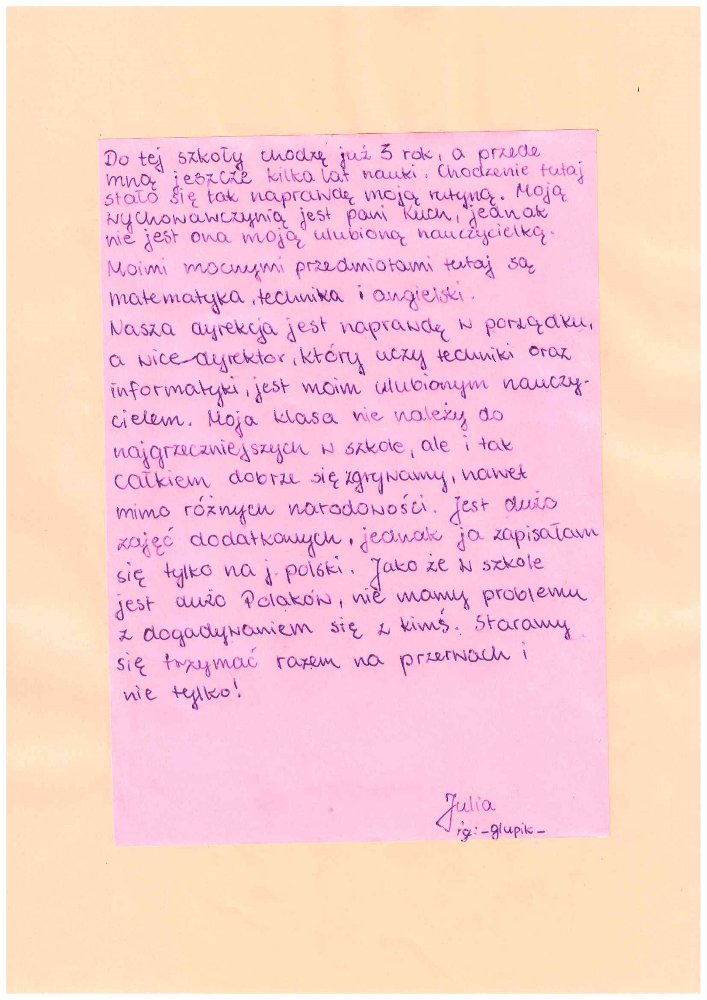 Do tej szkoły chodzę już 3 rok, a przede
mną jeszcze kilka lat nauki. Chodzenie tutaj
stało się tak naprawdę moją rutyną. Moją
wychowawczynią jest pani Kuch, jednak
nie jest ona moją ulubioną nauczycielką.
Moimi mocnymi przedmiotami tutaj są
matematyka, technika i angielski.
Nasza dyrekcja jest naprawdę w porządku,
a wice-dyrektor, który uczy techniki oraz
informatyki, jest moim ulubionym nauczy-
cielem. Moja klasa nie należy do
najgrzeczniejszych w szkole, ale i tak
całkiem dobrze się zgrywamy, nawet
mimo różnych narodowości. Jest dużo
zajęć dodatkowych, jednak ja zapisałam
się tylko na j. polski. Jako że w szkole
jest dużo Polaków, nie mamy problemu
z dogadywaniem się z kimś. Staramy
się trzymać razem na przerwach i
nie tylko!
Julia
ig: _glupik_